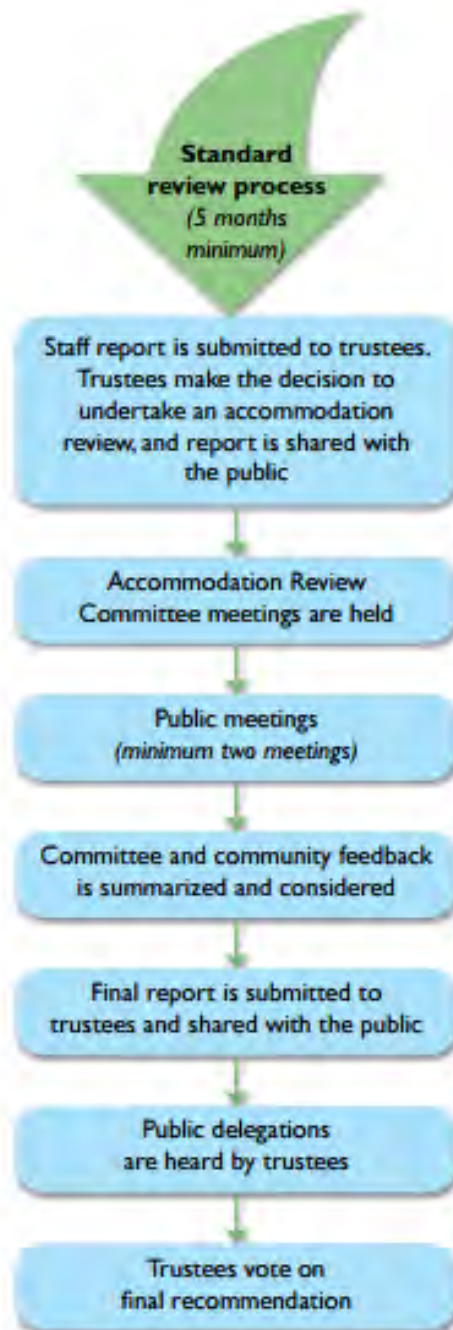 Standard
review process
(5 months
minimum)
Staff report is submitted to trustees.
Trustees make the decision to
undertake an accommodation
review, and report is shared with
the public
Accommodation Review
Committee meetings are held
Public meetings
(minimum two meetings)
Committee and community feedback
is summarized and considered
Final report is submitted to
trustees and shared with the public
Public delegations
are heard by trustees
Trustees vote on
final recommendation